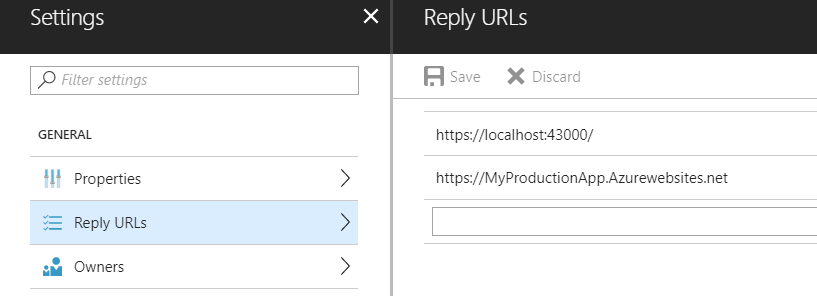 Settings
Filter settings
GENERAL
Properties
Reply URLs
Owners
Reply URLs
Save Discard
https://localhost:43000/
https://MyProductionApp.Azurewebsites.net